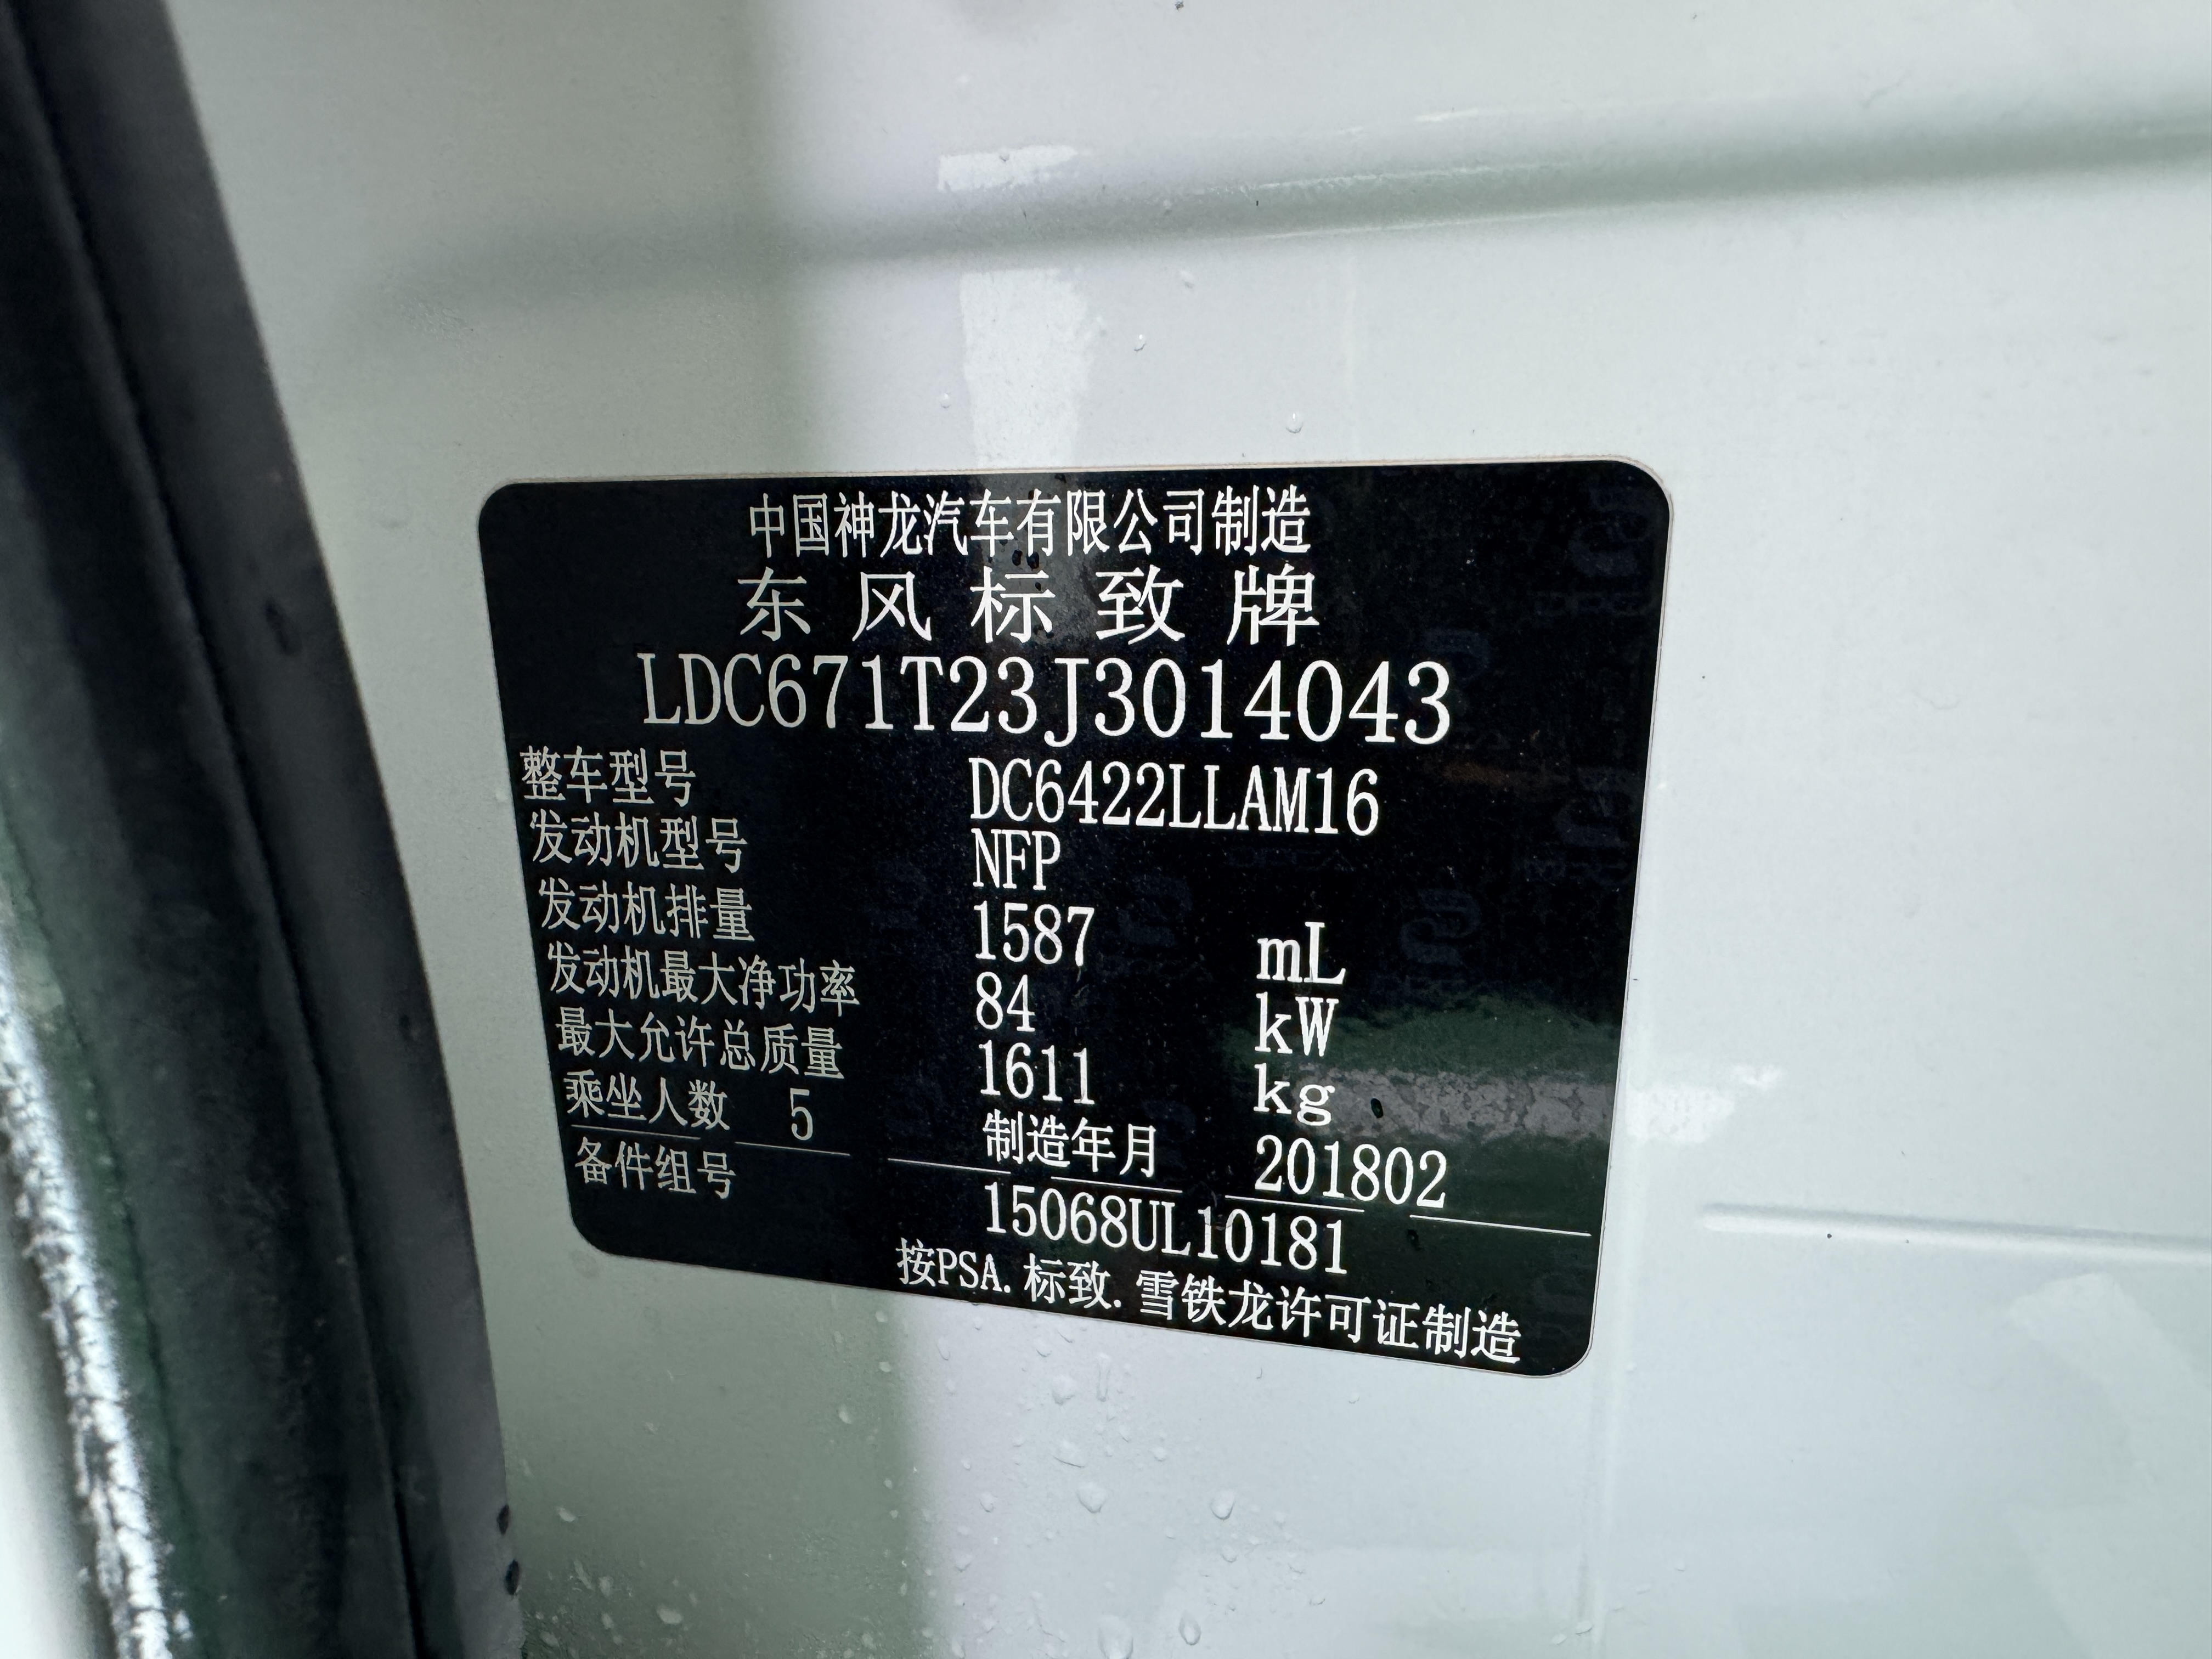 中国神龙汽车有限公司制造
东风标致牌
LDC671T23J3014043
整车型号 DC6422LLAM16
发动机型号 NFP
发动机排量 1587 mL
发动机最大净功率 84 kW
最大允许总质量 1611 kg
乘坐人数 5 制造年月 201802
备件组号 15068UL10181
按PSA.标致.雪铁龙许可证制造